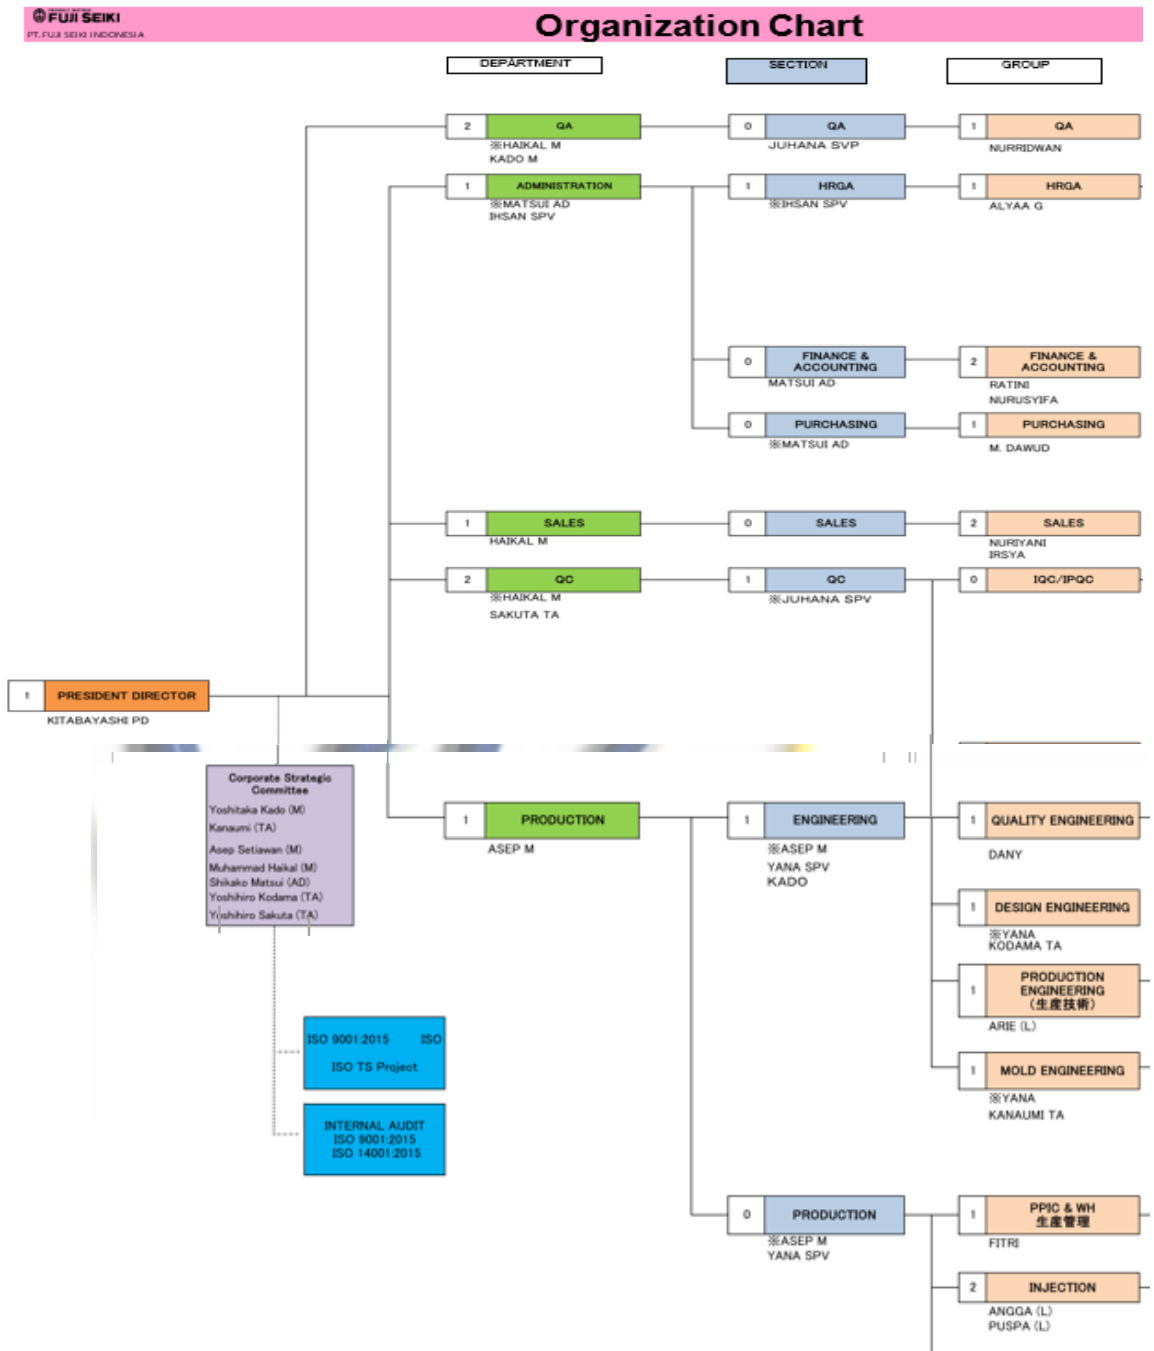 FUJI SEIKI
PT. FUJI SEIKI INDONESIA
Organization Chart
DEPARTMENT
SECTION
GROUP
2 QA
※HAIKAL M
KADO M
0 QA
JUHANA SVP
1 QA
NURRIDWAN
1 ADMINISTRATION
※MATSUI AD
IHSAN SPV
1 HRGA
※IHSAN SPV
1 HRGA
ALYAA G
0 FINANCE &
ACCOUNTING
MATSUI AD
2 FINANCE &
ACCOUNTING
RATINI
NURUSYIFA
0 PURCHASING
※MATSUI AD
1 PURCHASING
M. DAWUD
1 SALES
HAIKAL M
0 SALES
2 SALES
NURIYANI
IRSYA
2 QC
※HAIKAL M
SAKUTA TA
1 QC
※JUHANA SPV
0 IQC/IPQC
1 PRESIDENT DIRECTOR
KITABAYASHI PD
Corporate Strategic
Committee
Yoshitaka Kado (M)
Kanaumi (TA)
Asep Setiawan (M)
Muhammad Haikal (M)
Shikako Matsui (AD)
Yoshihiro Kodama (TA)
Yoshihiro Sakuta (TA)
ISO 9001:2015 ISO
ISO TS Project
INTERNAL AUDIT
ISO 9001:2015
ISO 14001:2015
1 PRODUCTION
ASEP M
1 ENGINEERING
※ASEP M
YANA SPV
KADO
1 QUALITY ENGINEERING
DANY
1 DESIGN ENGINEERING
※YANA
KODAMA TA
1 PRODUCTION
ENGINEERING
(生産技術)
ARIE (L)
1 MOLD ENGINEERING
※YANA
KANAUMI TA
0 PRODUCTION
※ASEP M
YANA SPV
1 PPIC & WH
生産管理
FITRI
2 INJECTION
ANGGA (L)
PUSPA (L)